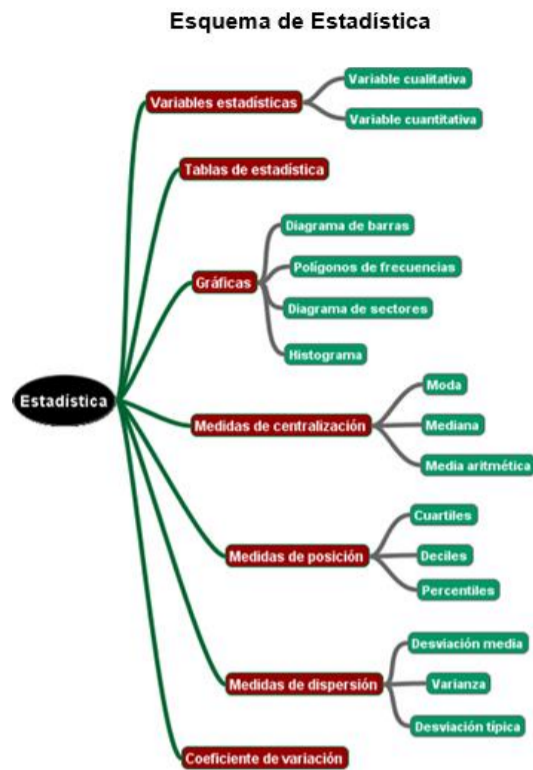 Esquema de Estadística
Variable cualitativa
Variables estadísticas
Variable cuantitativa
Tablas de estadística
Diagrama de barras
Polígonos de frecuencias
Gráficas
Diagrama de sectores
Histograma
Estadística
Moda
Medidas de centralización
Mediana
Media aritmética
Cuartiles
Medidas de posición
Deciles
Percentiles
Desviación media
Medidas de dispersión
Varianza
Desviación típica
Coeficiente de variación